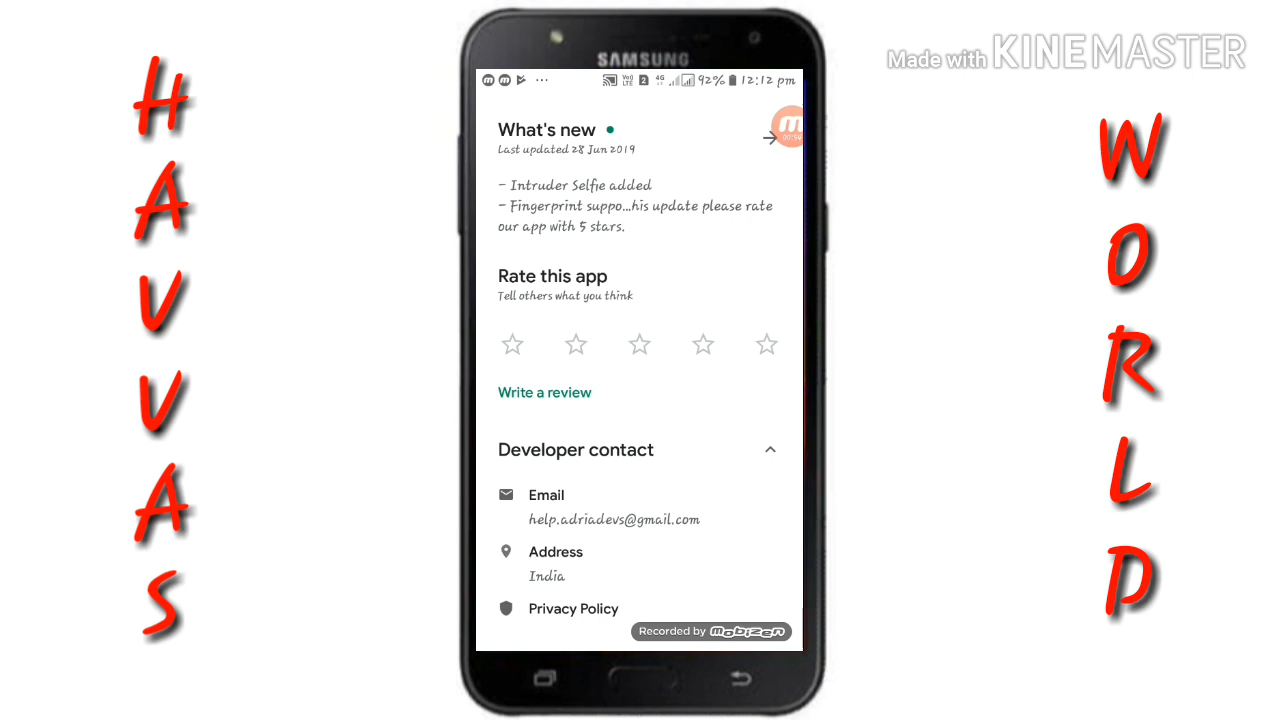 HAVVAS
Made with KINEMASTER
SAMSUNG
92% 12:12 pm
What's new
Last updated 28 Jun 2019
00:54
- Intruder Selfie added
- Fingerprint suppo...his update please rate
our app with 5 stars.
Rate this app
Tell others what you think
Write a review
Developer contact
Email
help.adriadevs@gmail.com
Address
India
Privacy Policy
Recorded by mobizen
WORLD